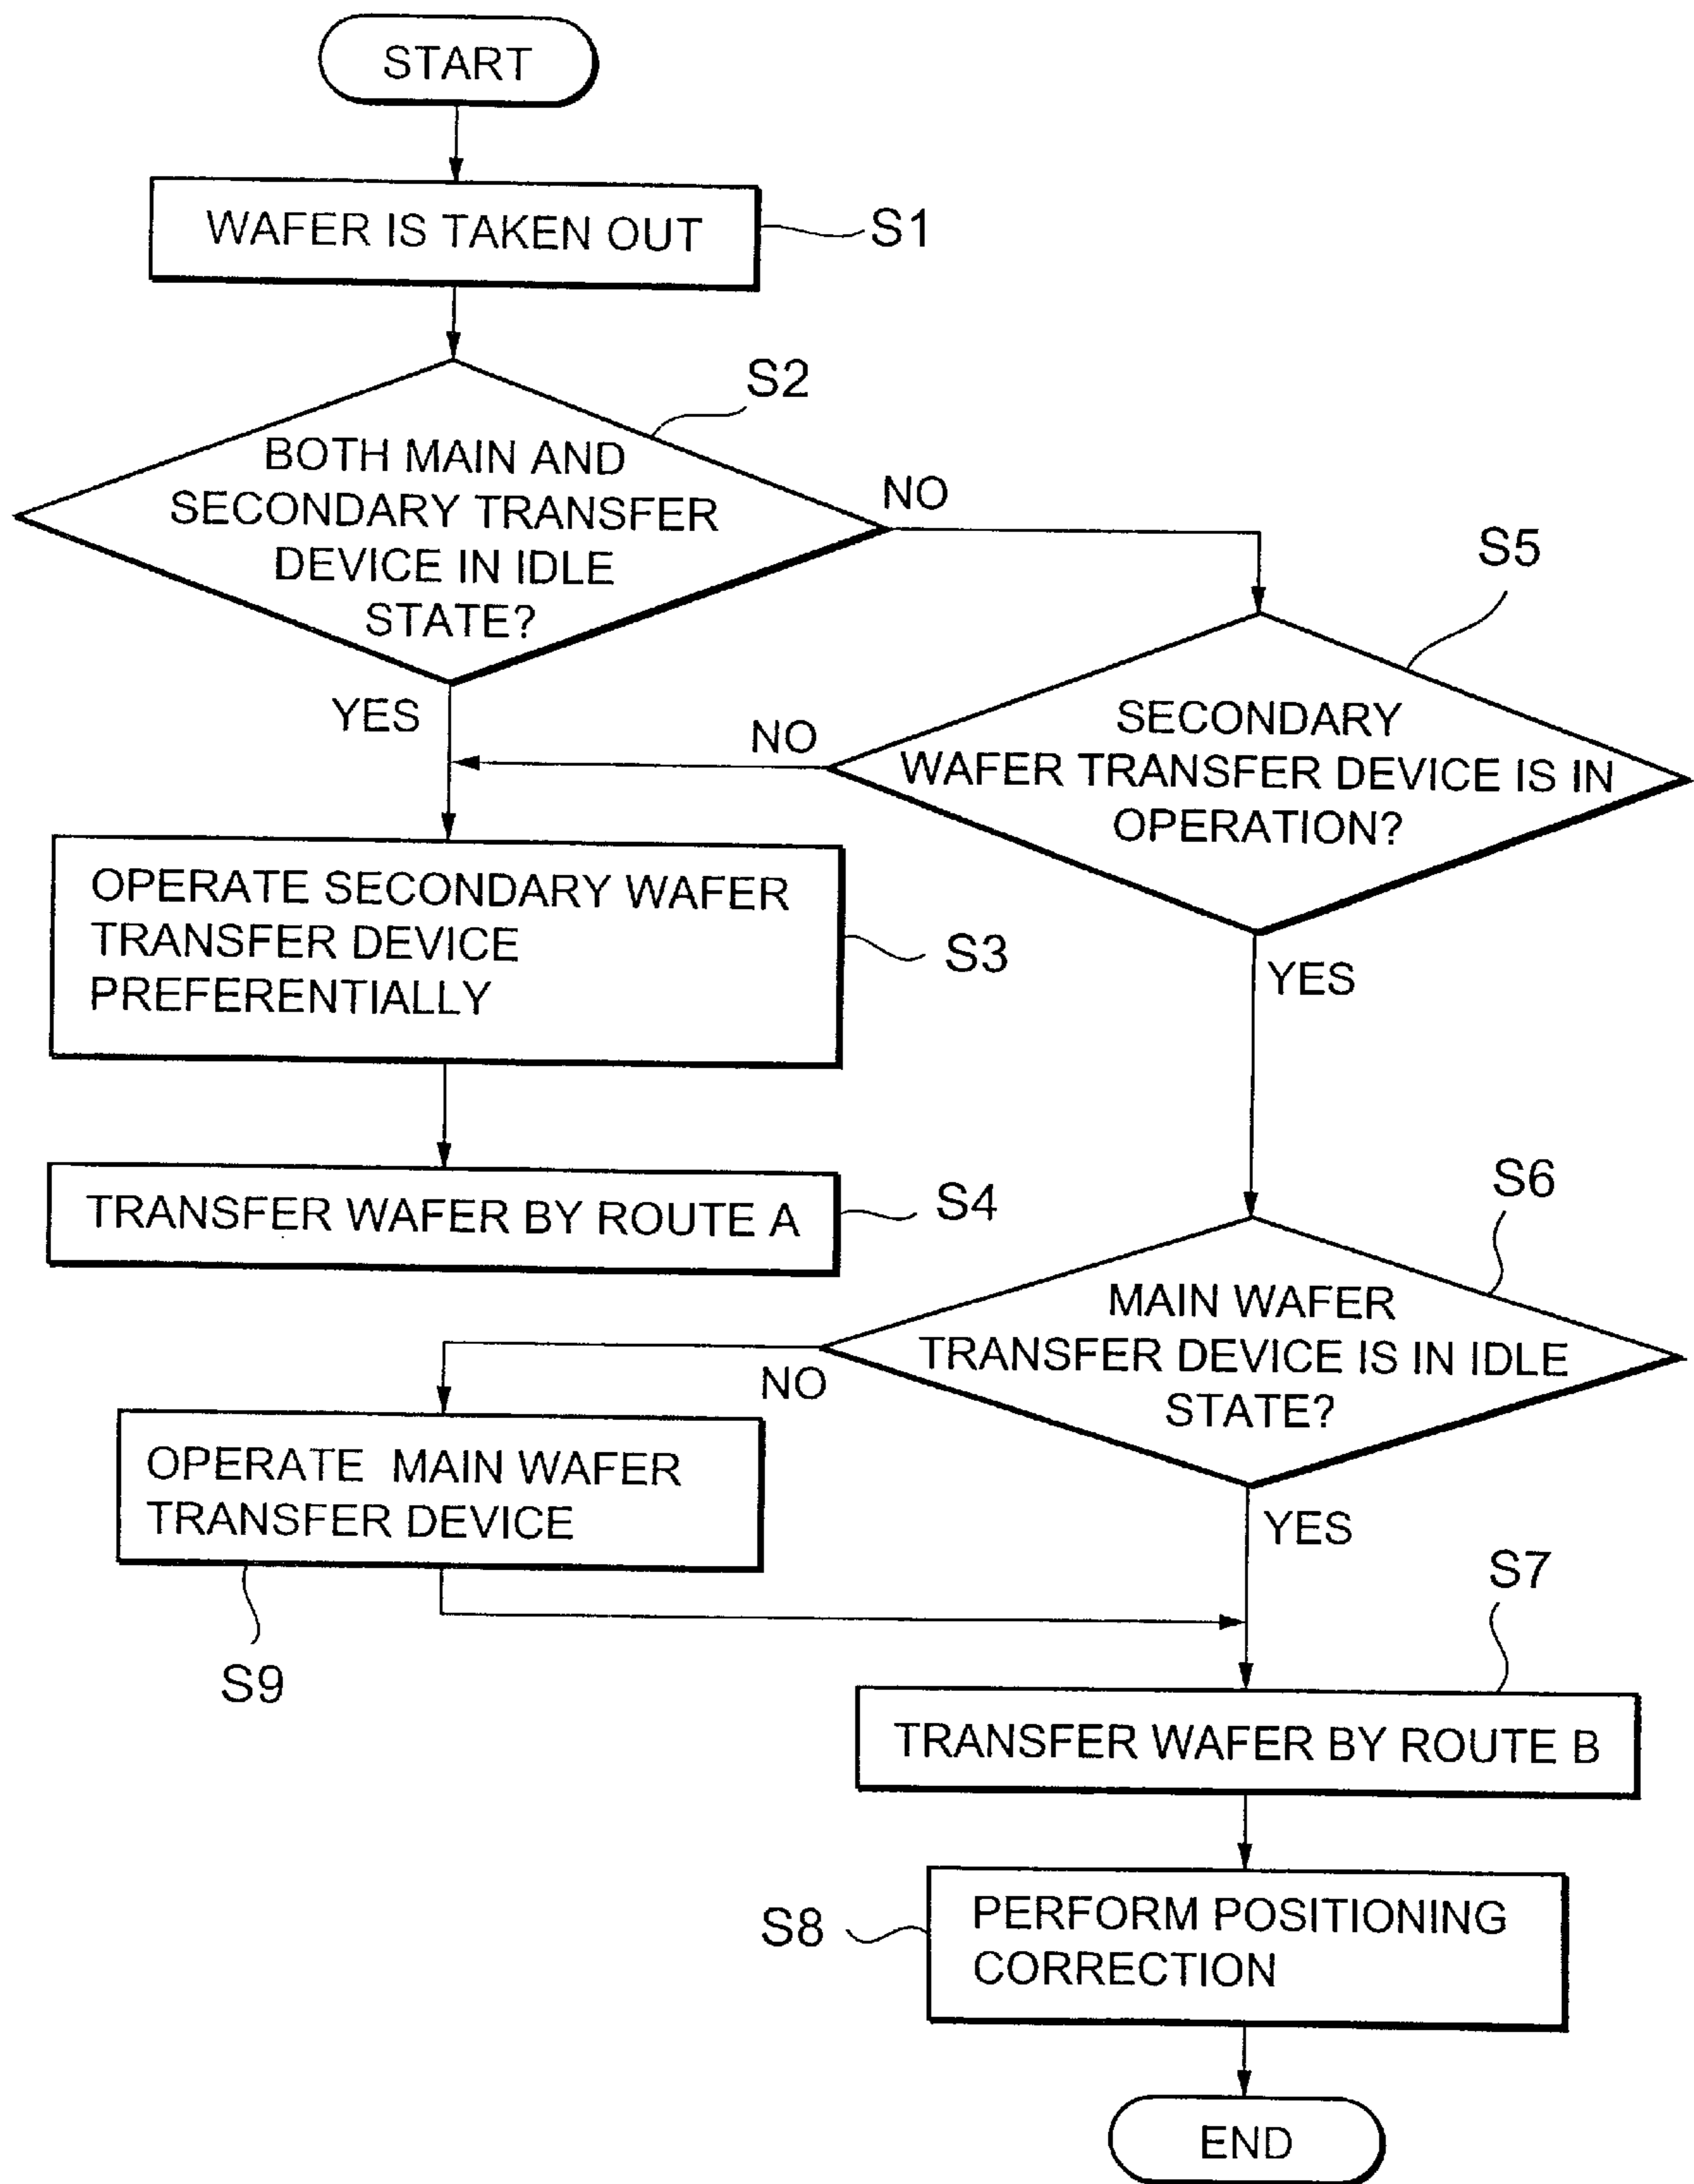 START
WAFER IS TAKEN OUT
S1
S2
BOTH MAIN AND
SECONDARY TRANSFER
DEVICE IN IDLE
STATE?
NO
YES
S5
SECONDARY
WAFER TRANSFER DEVICE IS IN
OPERATION?
NO
YES
OPERATE SECONDARY WAFER
TRANSFER DEVICE
PREFERENTIALLY
S3
TRANSFER WAFER BY ROUTE A
S4
S6
MAIN WAFER
TRANSFER DEVICE IS IN IDLE
STATE?
NO
YES
OPERATE MAIN WAFER
TRANSFER DEVICE
S9
S7
TRANSFER WAFER BY ROUTE B
S8
PERFORM POSITIONING
CORRECTION
END